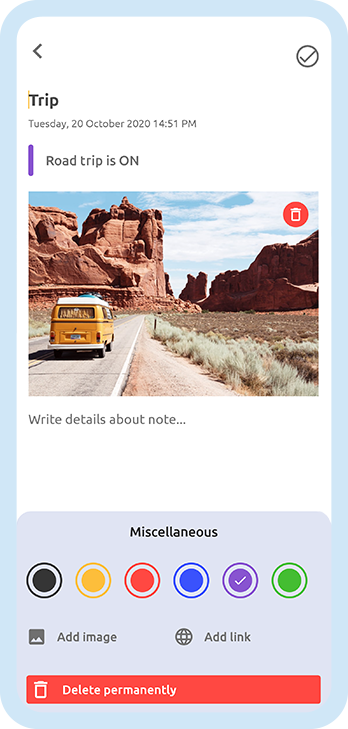 Trip
Tuesday, 20 October 2020 14:51 PM
Road trip is ON
Write details about note...
Miscellaneous
Add image
Add link
Delete permanently